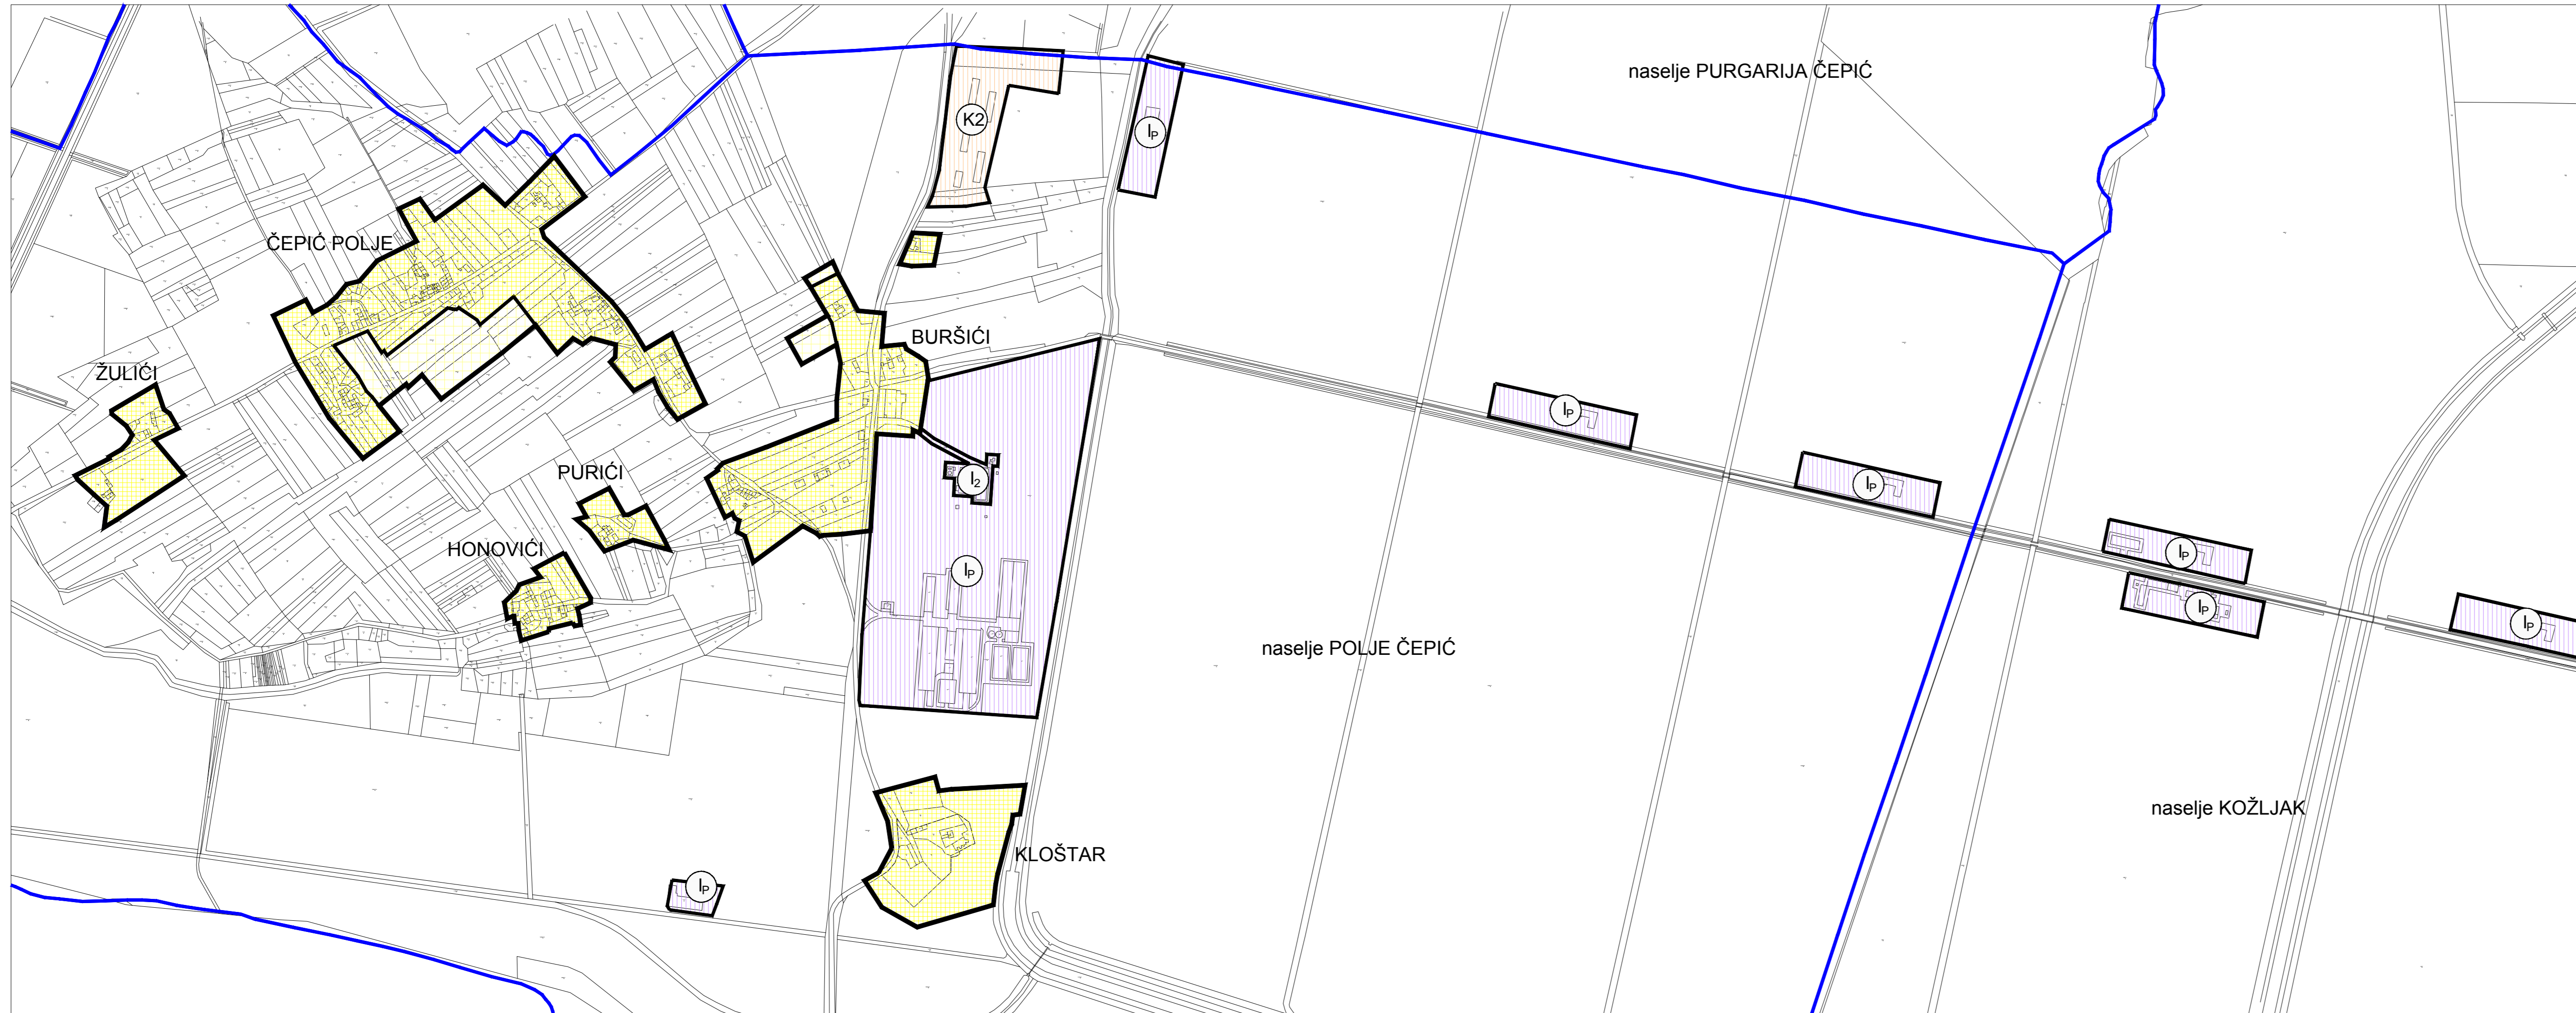 naselje PURGARIJA ČEPIĆ
K2
IP
ČEPIĆ POLJE
BURŠIĆI
ŽULIĆI
IP
PURIĆI
I2
IP
HONOVIĆI
IP
IP
IP
IP
naselje POLJE ČEPIĆ
naselje KOŽLJAK
KLOŠTAR
IP